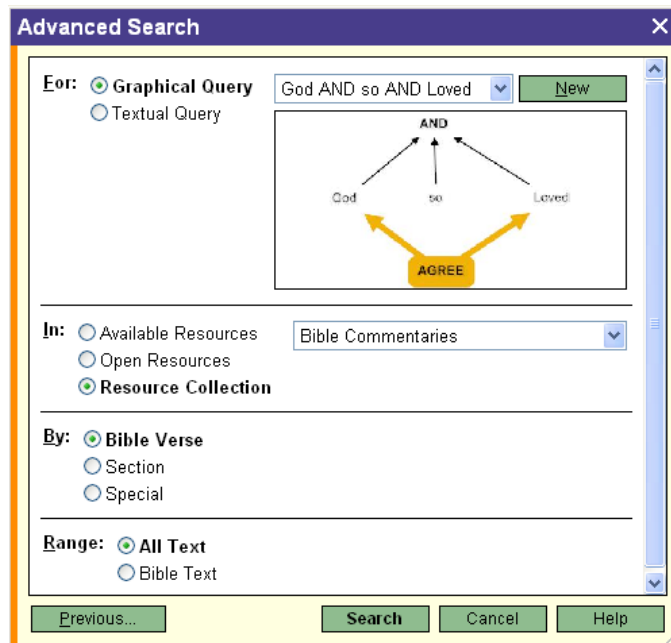 Advanced Search
For: Graphical Query God AND so AND Loved New
Textual Query
AND
God so Loved
AGREE
In: Available Resources Bible Commentaries
Open Resources
Resource Collection
By: Bible Verse
Section
Special
Range: All Text
Bible Text
Previous... Search Cancel Help